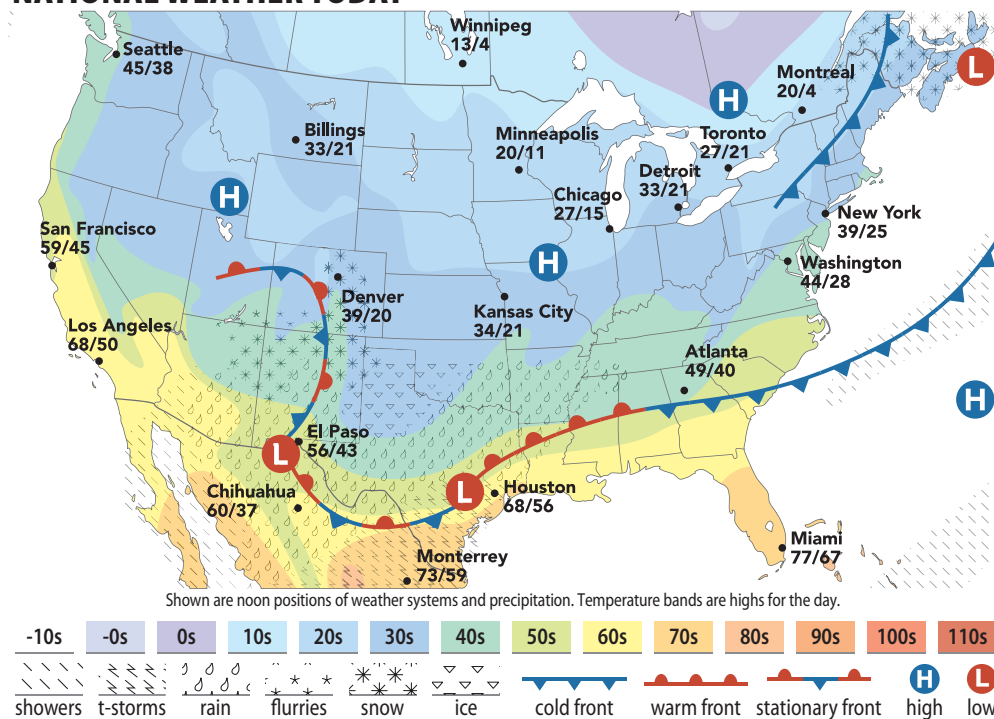 NATIONAL WEATHER TODAY
Winnipeg
13/4
Seattle
45/38
Montreal
20/4
L
H
Billings
33/21
Minneapolis
20/11
Toronto
27/21
Detroit
33/21
Chicago
27/15
H
New York
39/25
San Francisco
59/45
H
Washington
44/28
Denver
39/20
Kansas City
34/21
Los Angeles
68/50
Atlanta
49/40
H
El Paso
56/43
L
Chihuahua
60/37
L
Houston
68/56
Miami
77/67
Monterrey
73/59
Shown are noon positions of weather systems and precipitation. Temperature bands are highs for the day.
-10s -0s 0s 10s 20s 30s 40s 50s 60s 70s 80s 90s 100s 110s
H L
showers t-storms rain flurries snow ice cold front warm front stationary front high low